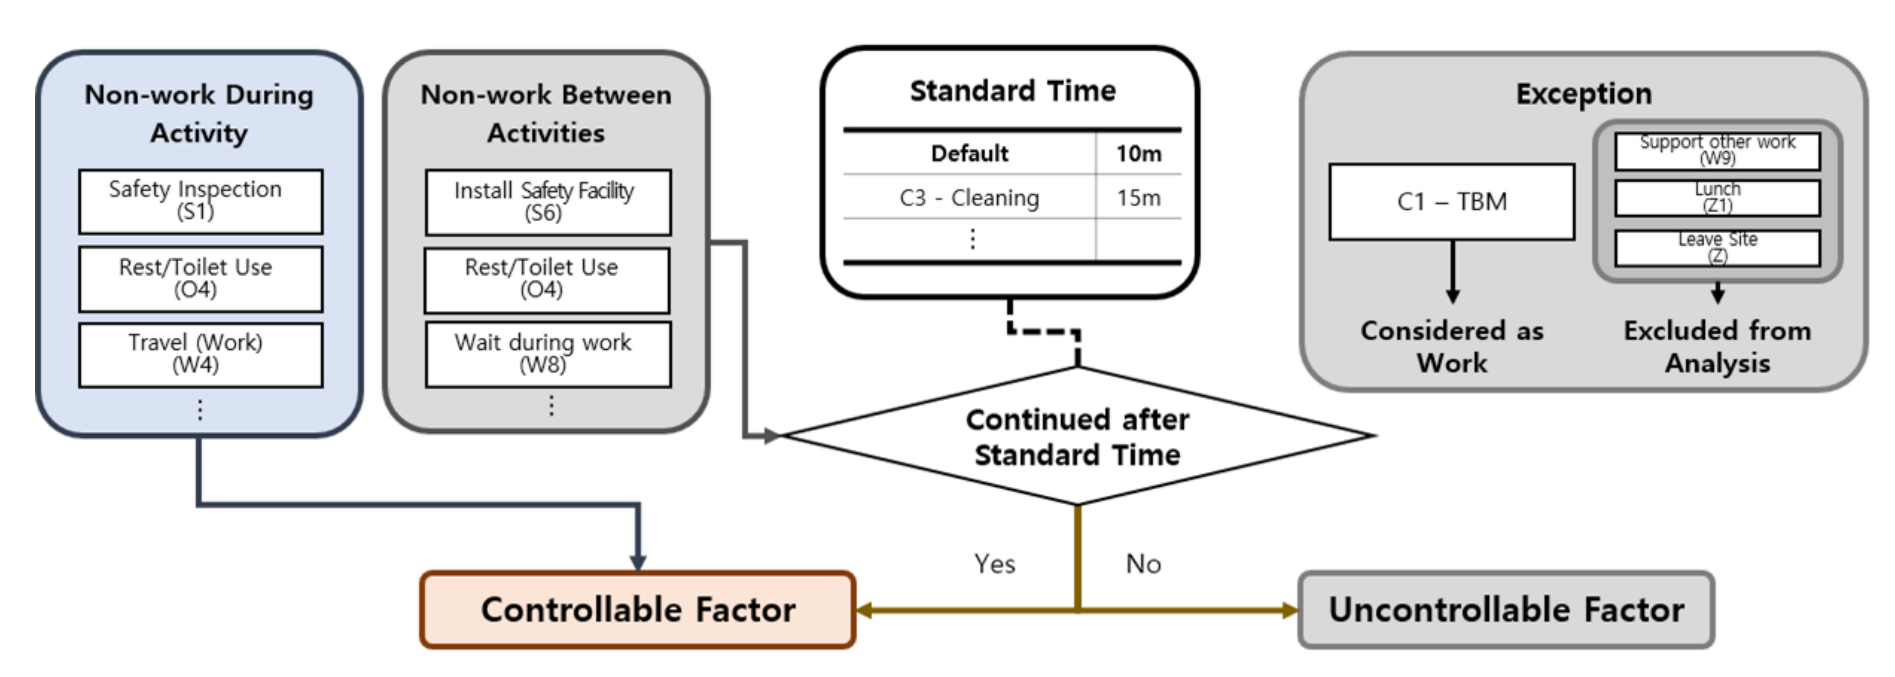 Non-work During
Activity
Safety Inspection
(S1)
Rest/Toilet Use
(O4)
Travel (Work)
(W4)
⋮
Non-work Between
Activities
Install Safety Facility
(S6)
Rest/Toilet Use
(O4)
Wait during work
(W8)
⋮
Standard Time
Default 10m
C3 - Cleaning 15m
⋮
Exception
C1 – TBM
Considered as
Work
Support other work
(W9)
Lunch
(Z1)
Leave Site
(Z)
Excluded from
Analysis
Continued after
Standard Time
Yes No
Controllable Factor
Uncontrollable Factor